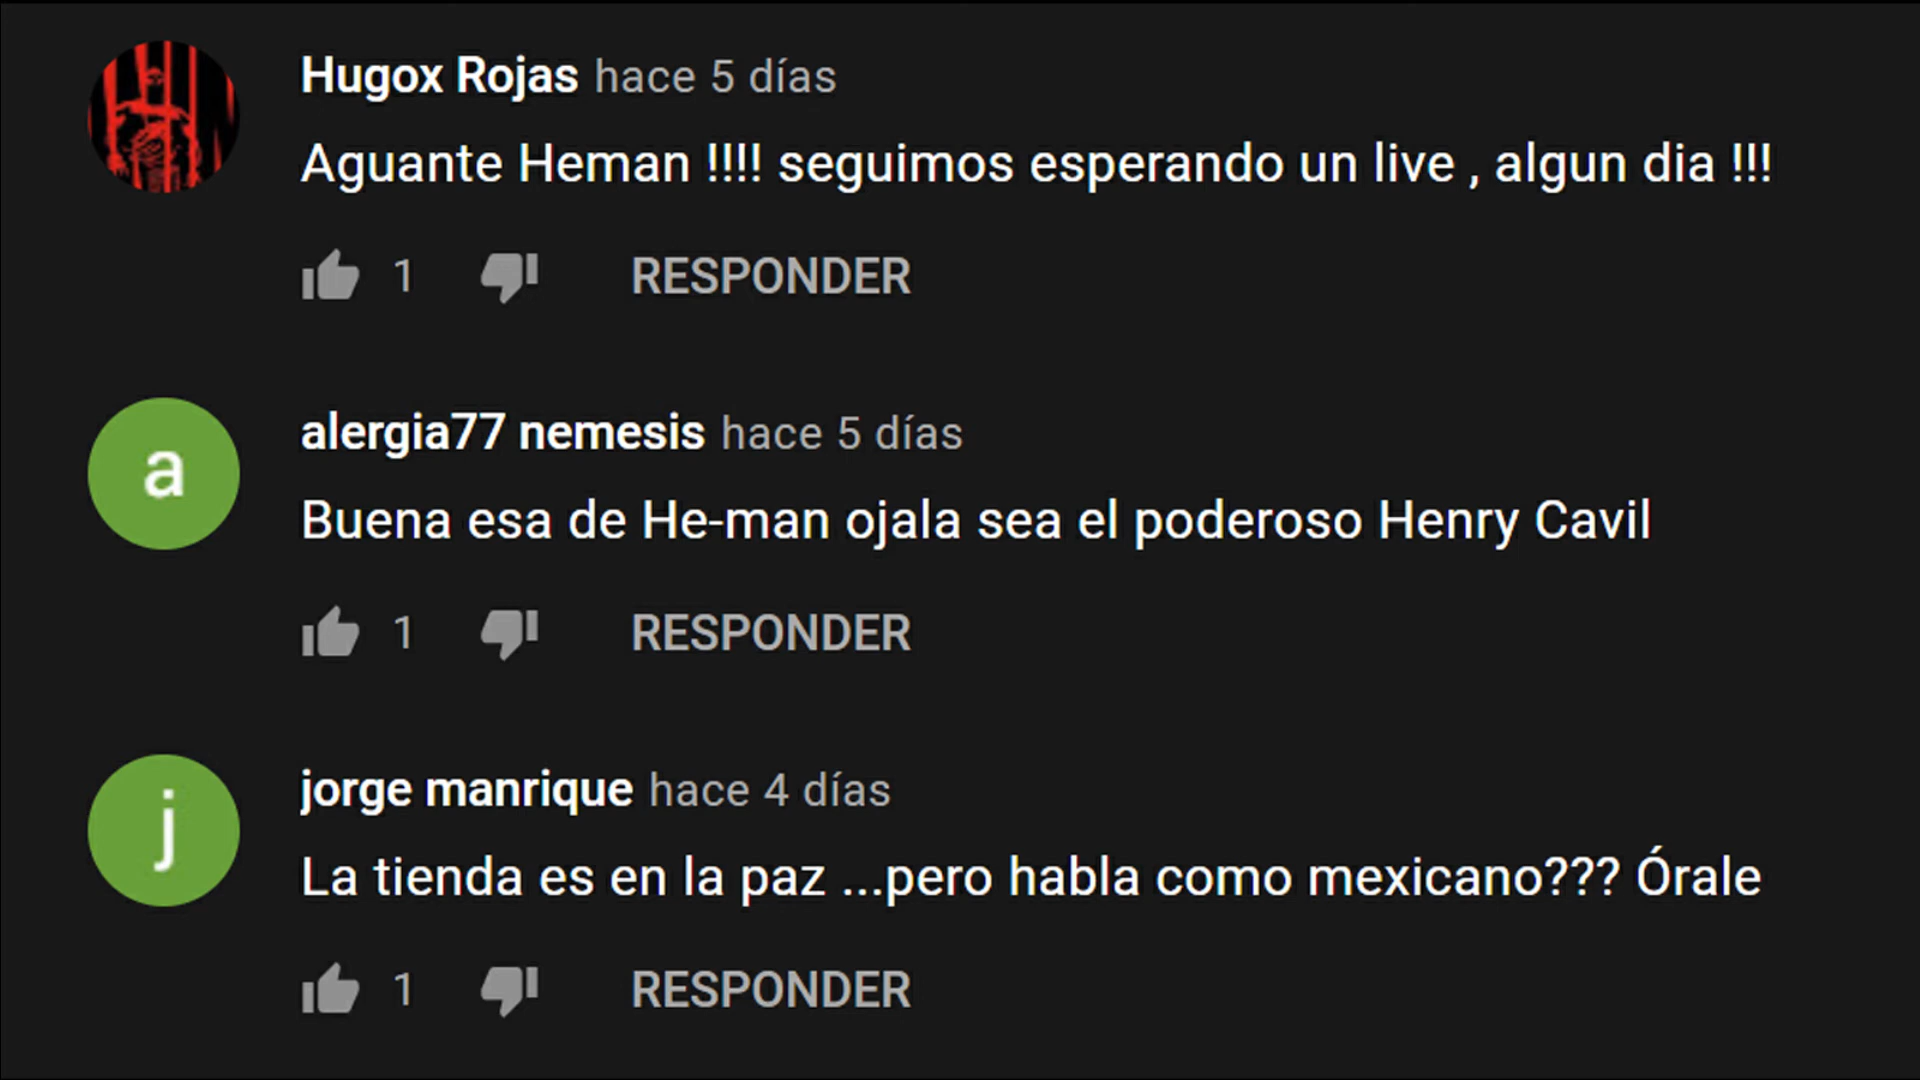 Hugox Rojas hace 5 días
Aguante Heman !!!! seguimos esperando un live , algun dia !!!
1 RESPONDER
a
alergia77 nemesis hace 5 días
Buena esa de He-man ojala sea el poderoso Henry Cavil
1 RESPONDER
j
jorge manrique hace 4 días
La tienda es en la paz ...pero habla como mexicano??? Órale
1 RESPONDER